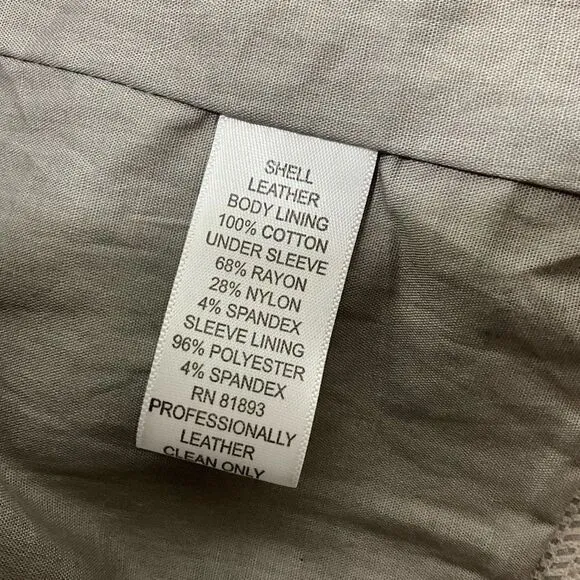 SHELL
LEATHER
BODY LINING
100% COTTON
UNDER SLEEVE
68% RAYON
28% NYLON
4% SPANDEX
SLEEVE LINING
96% POLYESTER
4% SPANDEX
RN 81893
PROFESSIONALLY
LEATHER
CLEAN ONLY